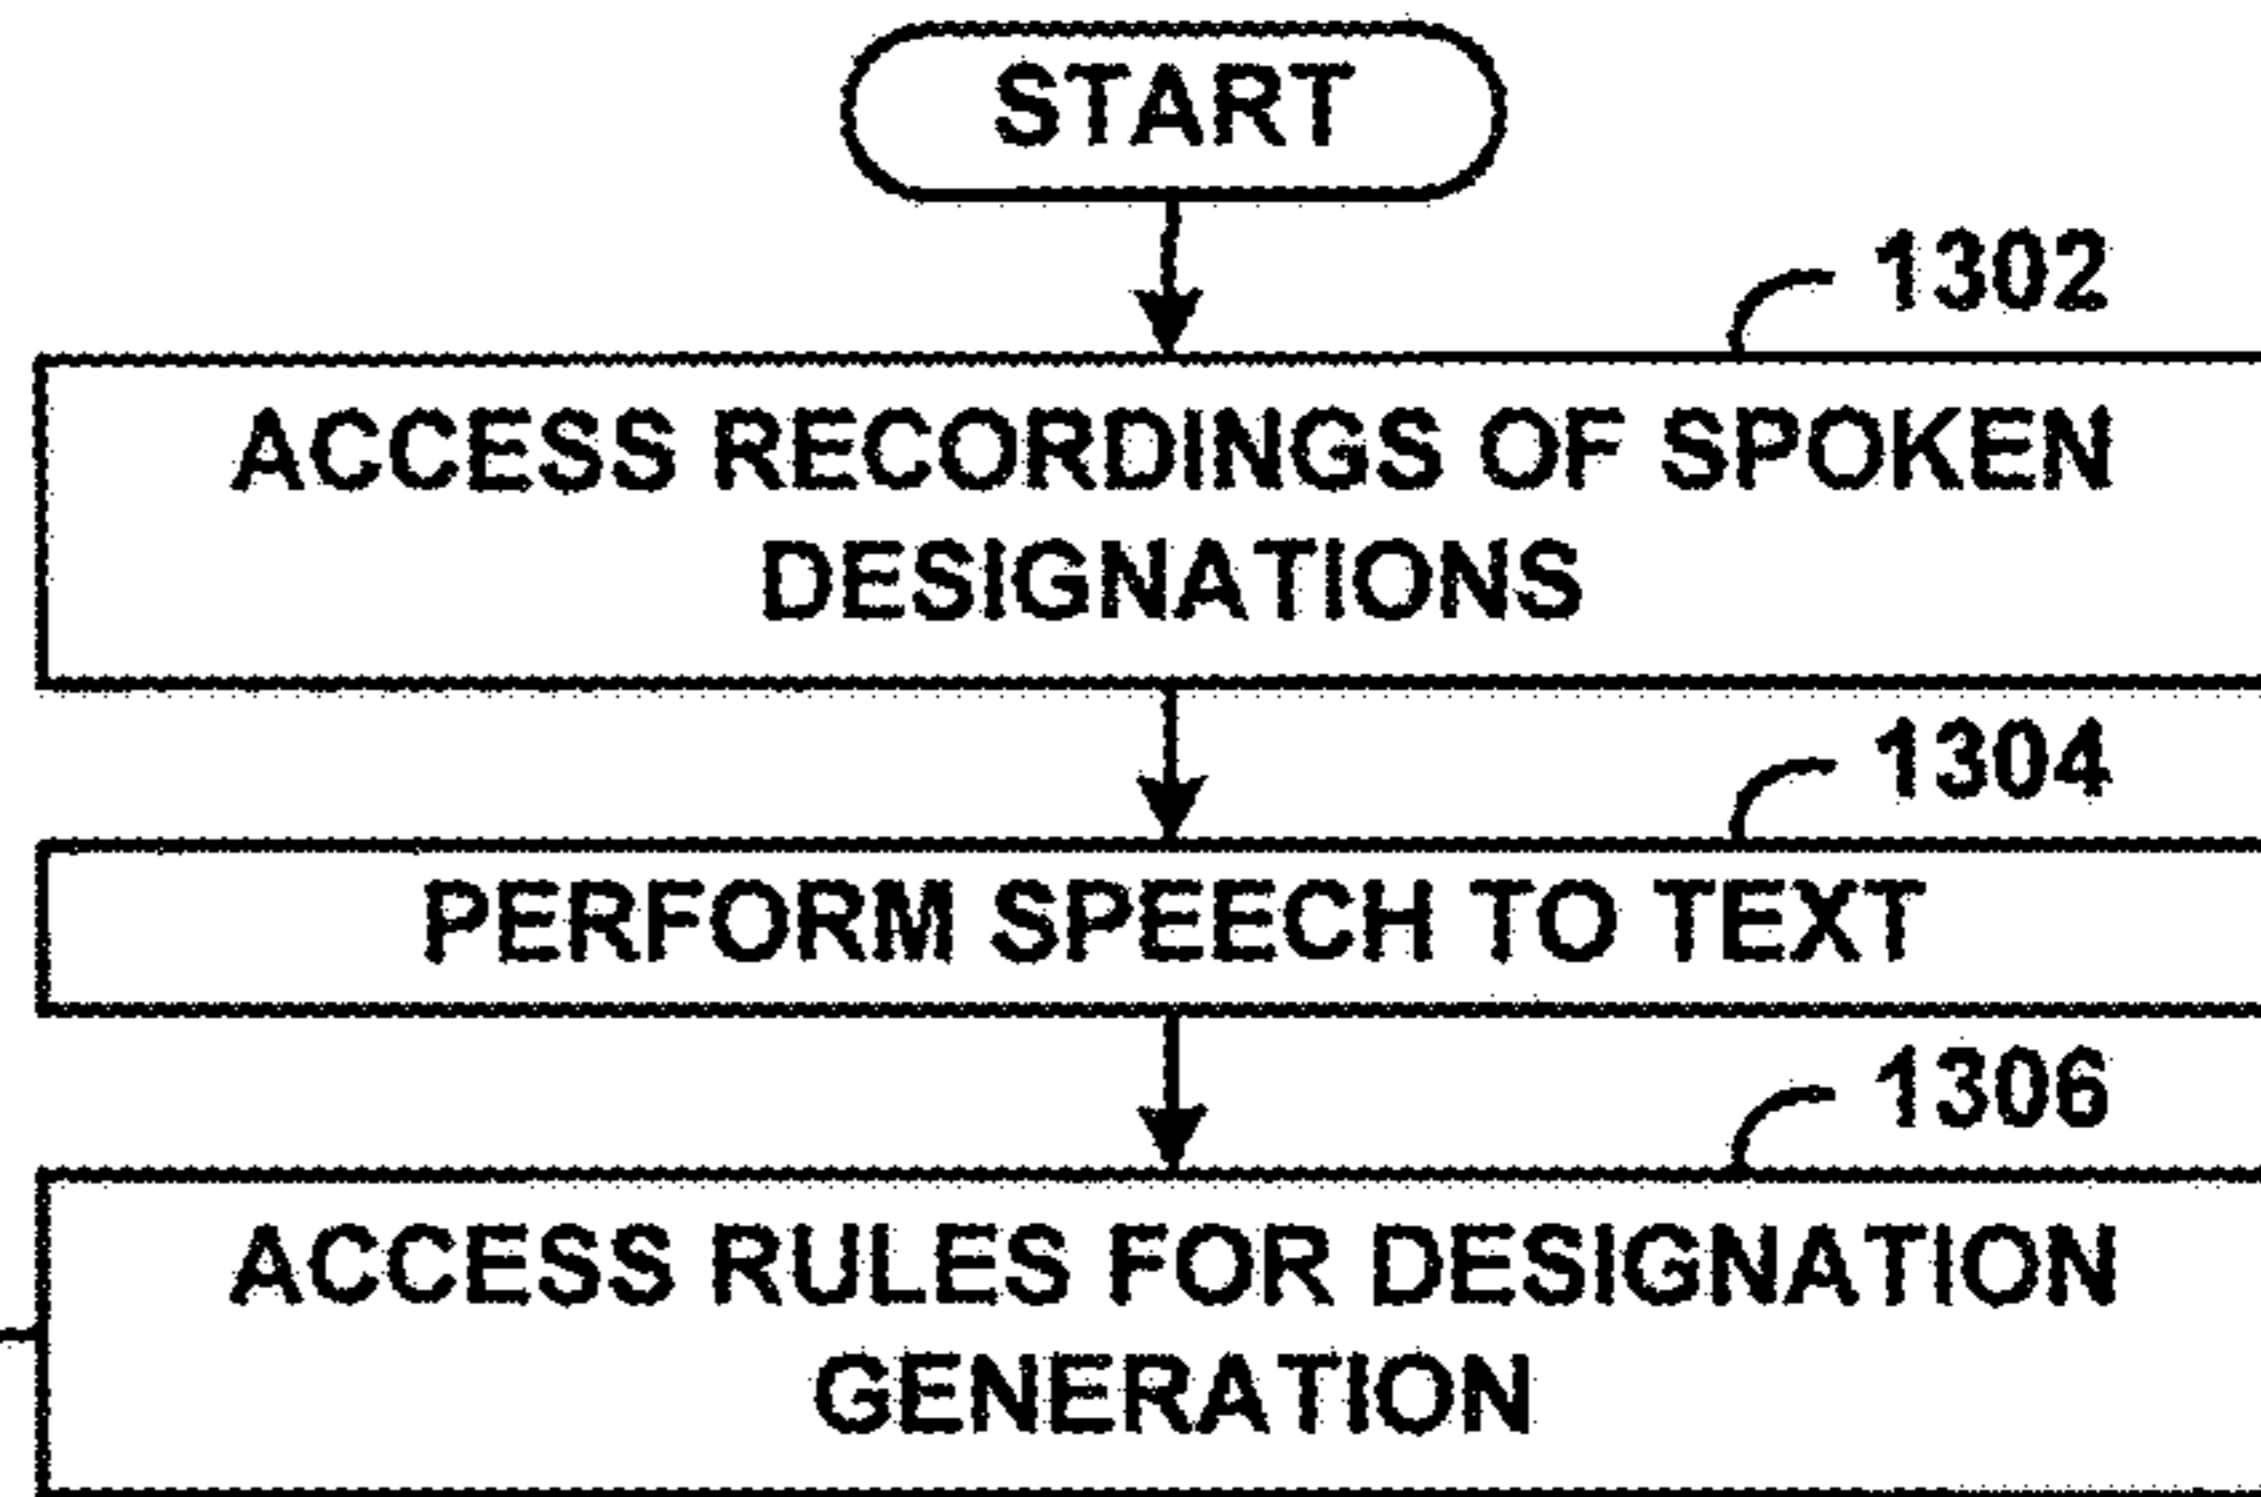 START
1302
ACCESS RECORDINGS OF SPOKEN
DESIGNATIONS
1304
PERFORM SPEECH TO TEXT
1306
ACCESS RULES FOR DESIGNATION
GENERATION